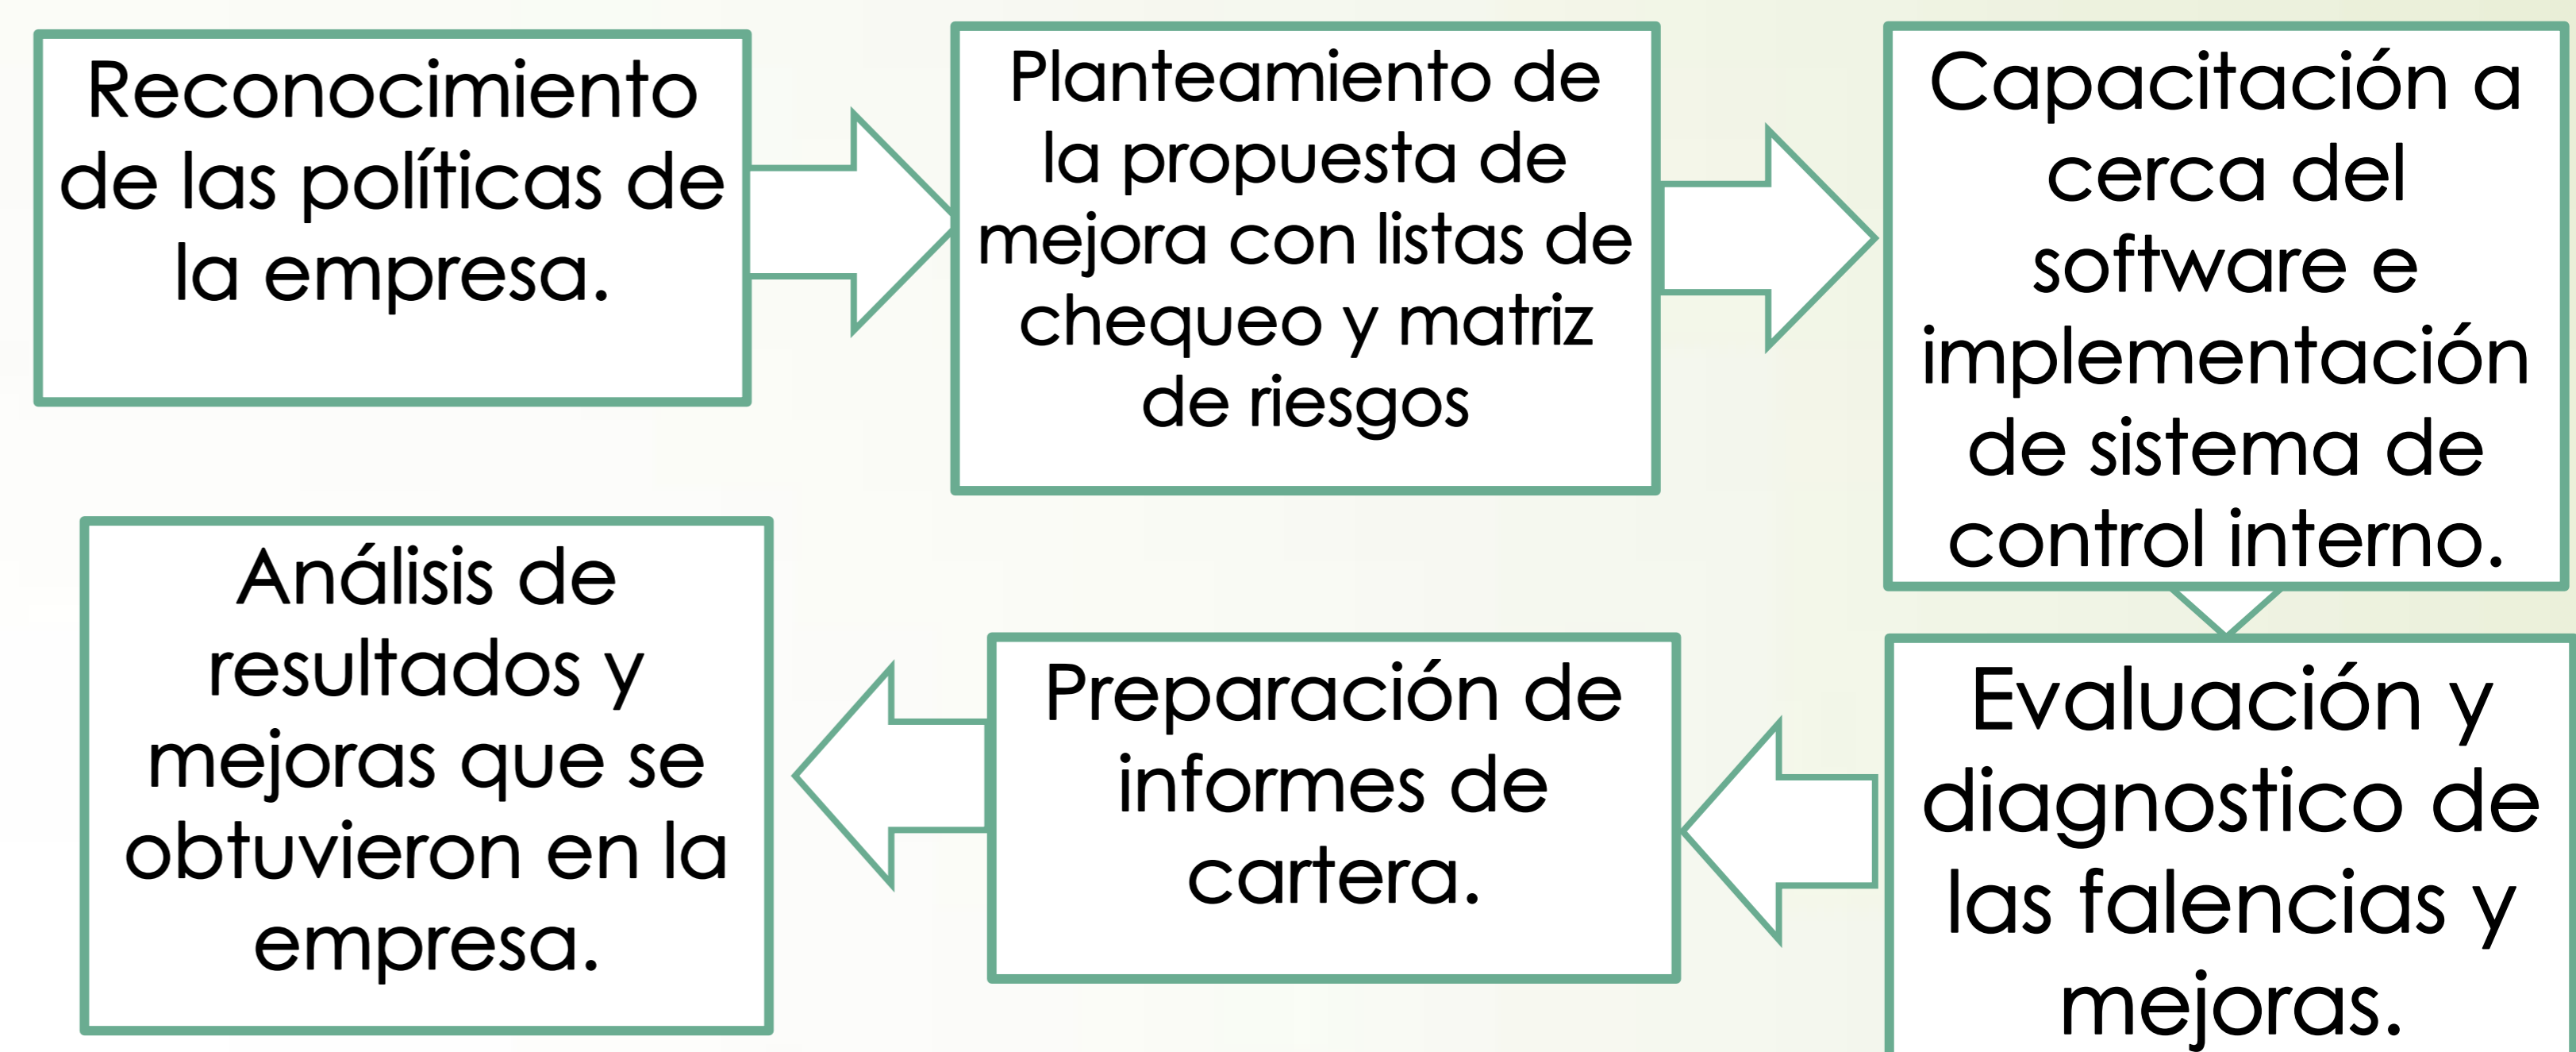 Reconocimiento
de las políticas de
la empresa.
Planteamiento de
la propuesta de
mejora con listas de
chequeo y matriz
de riesgos
Capacitación a
cerca del
software e
implementación
de sistema de
control interno.
Evaluación y
diagnostico de
las falencias y
mejoras.
Preparación de
informes de
cartera.
Análisis de
resultados y
mejoras que se
obtuvieron en la
empresa.